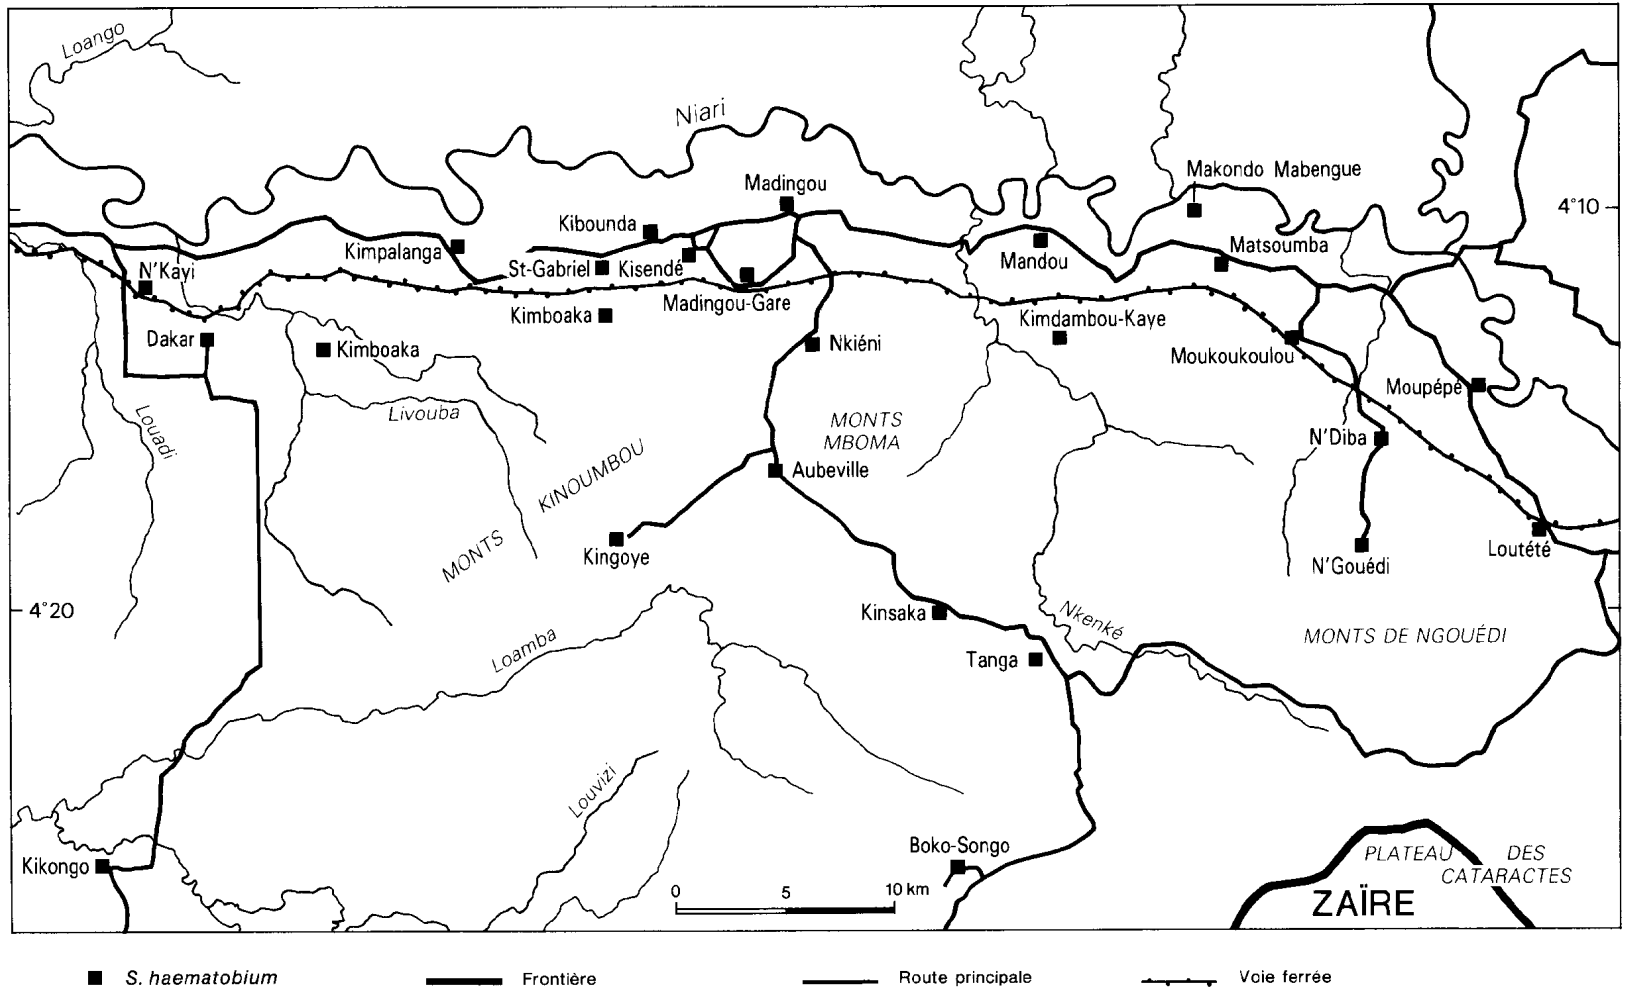 Loango
Niari
Makondo Mabengue
Madingou
4°10
Kibounda
Kimpalanga
Matsoumba
Mandou
N'Kayi
St-Gabriel
Kisendé
Madingou-Gare
Kimboaka
Kimdambou-Kaye
Dakar
Kimboaka
Nkiéni
Moukoukoulou
Moupépé
Livouba
Louadi
MONTS
MBOMA
N'Diba
Aubeville
MONTS KINOUMBOU
Kingoye
Loutété
N'Gouédi
4°20
Kinsaka
Nkenké
MONTS DE NGOUÉDI
Loamba
Tanga
Louvizi
Boko-Songo
PLATEAU DES
CATARACTES
Kikongo
0 5 10 km
ZAÏRE
S. haematobium
Frontière
Route principale
Voie ferrée